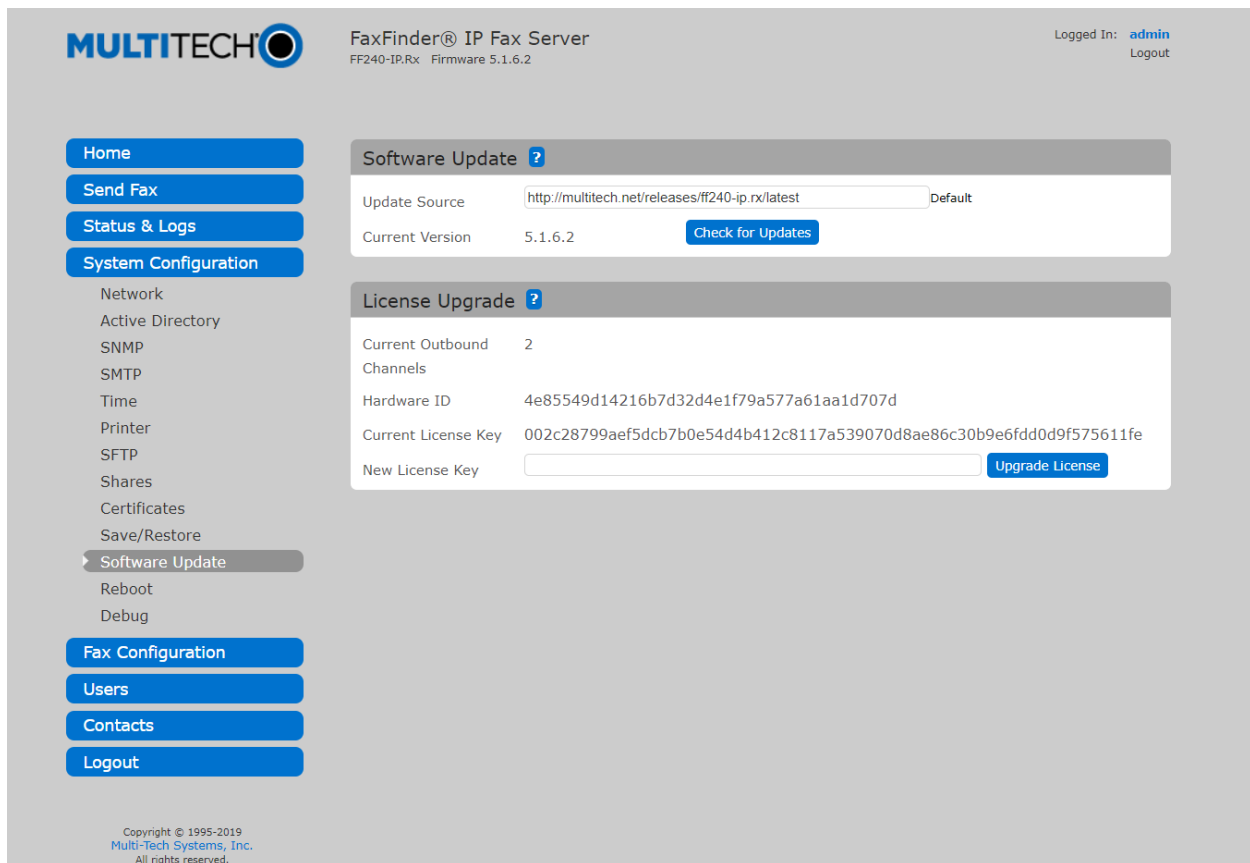 MULTITECH
FaxFinder® IP Fax Server
FF240-IP.Rx Firmware 5.1.6.2
Logged In: admin
Logout
Home
Send Fax
Status & Logs
System Configuration
Network
Active Directory
SNMP
SMTP
Time
Printer
SFTP
Shares
Certificates
Save/Restore
Software Update
Reboot
Debug
Fax Configuration
Users
Contacts
Logout
Copyright © 1995-2019
Multi-Tech Systems, Inc.
All rights reserved.
Software Update ?
Update Source http://multitech.net/releases/ff240-ip.rx/latest Default
Current Version 5.1.6.2 Check for Updates
License Upgrade ?
Current Outbound 2
Channels
Hardware ID 4e85549d14216b7d32d4e1f79a577a61aa1d707d
Current License Key 002c28799aef5dcb7b0e54d4b412c8117a539070d8ae86c30b9e6fdd0d9f575611fe
New License Key Upgrade License